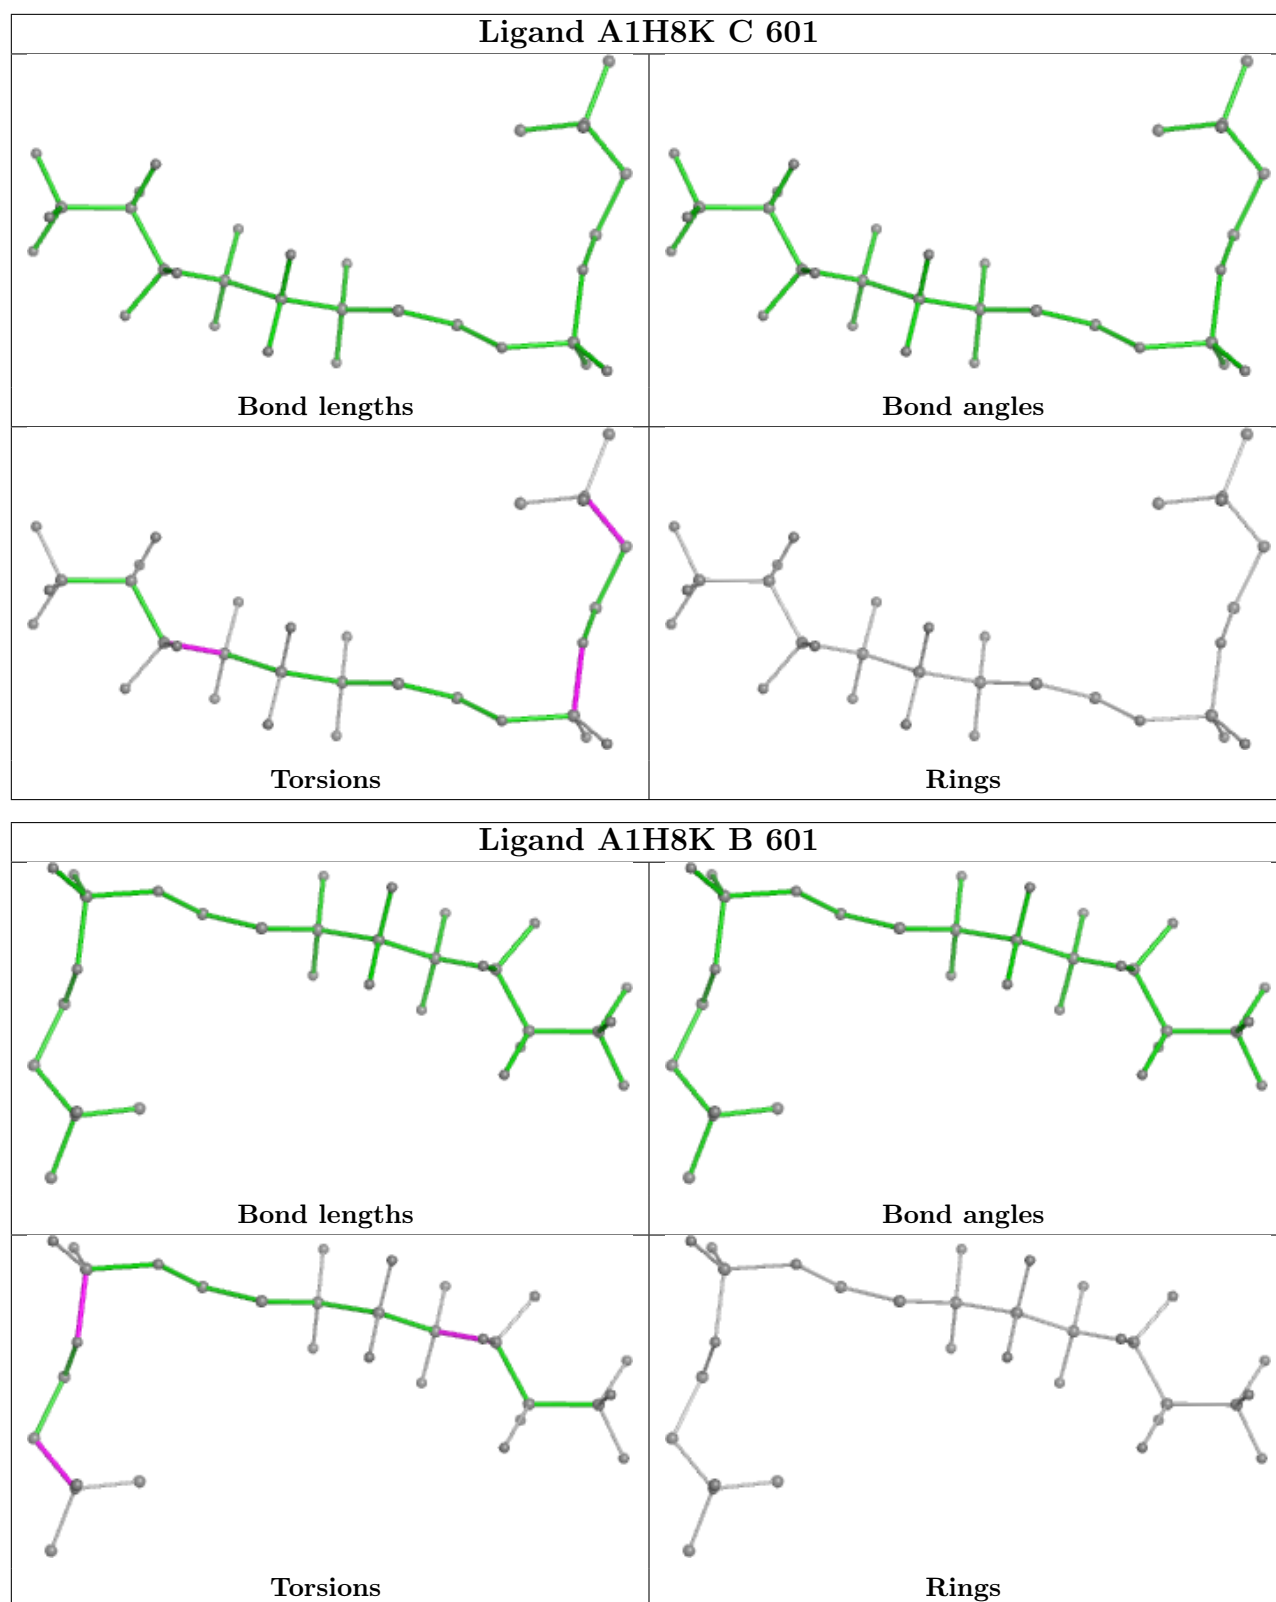 Ligand A1H8K C 601
Bond lengths
Bond angles
Torsions
Rings
Ligand A1H8K B 601
Bond lengths
Bond angles
Torsions
Rings